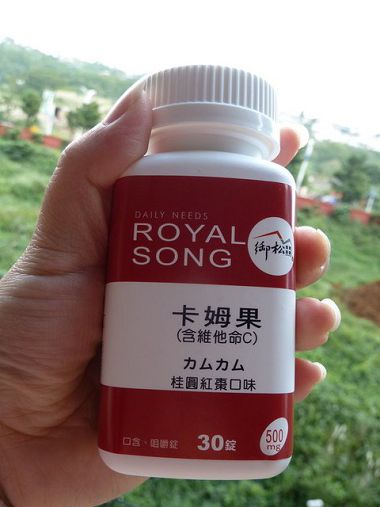 DAILY NEEDS
ROYAL
SONG
御松
卡姆果
(含維他命C)
カムカム
桂圓紅棗口味
口含、咀嚼錠
30錠
500
mg